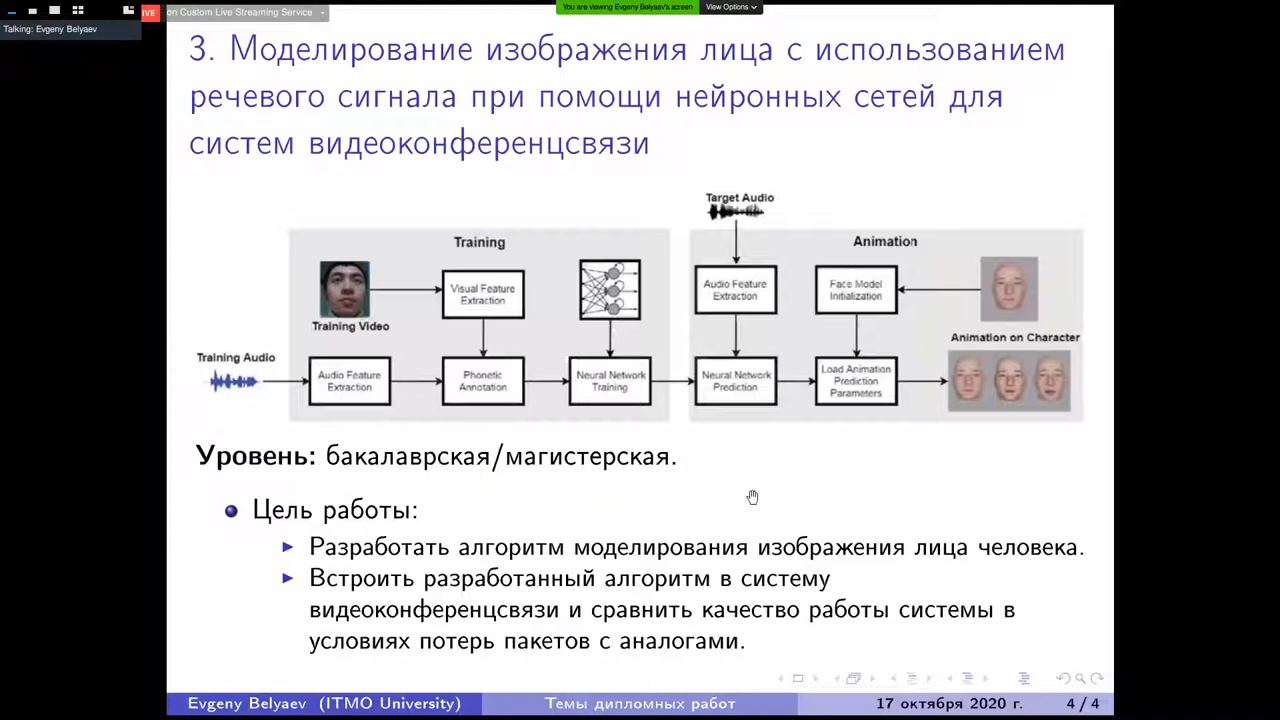 LIVE
on Custom Live Streaming Service
You are viewing Evgeny Belyaev's screen
View Options
Talking: Evgeny Belyaev
3. Моделирование изображения лица с использованием
речевого сигнала при помощи нейронных сетей для
систем видеоконференцсвязи
Target Audio
Training
Animation
Visual Feature
Extraction
Audio Feature
Extraction
Face Model
Initialization
Training Video
Animation on Character
Training Audio
Audio Feature
Extraction
Phonetic
Annotation
Neural Network
Training
Neural Network
Prediction
Load Animation
Prediction
Parameters
Уровень: бакалаврская/магистерская.
Цель работы:
Разработать алгоритм моделирования изображения лица человека.
Встроить разработанный алгоритм в систему
видеоконференцсвязи и сравнить качество работы системы в
условиях потерь пакетов с аналогами.
Evgeny Belyaev (ITMO University)
Темы дипломных работ
17 октября 2020 г.
4 / 4